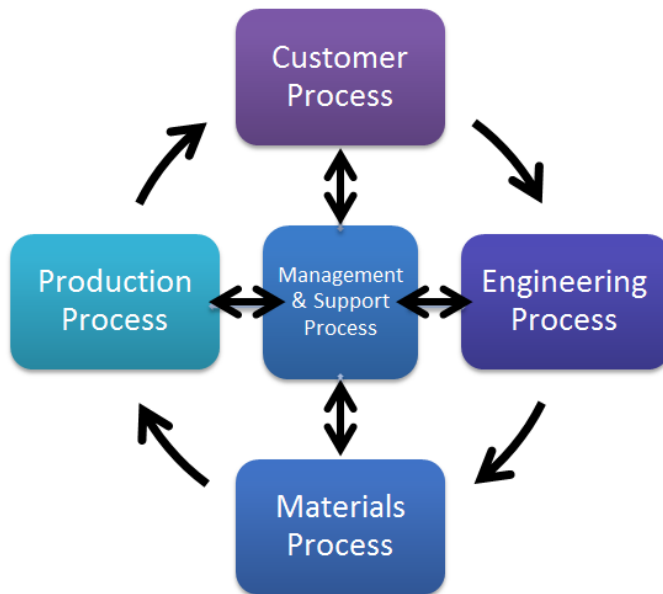 Customer
Process
Production
Process
Management
& Support
Process
Engineering
Process
Materials
Process